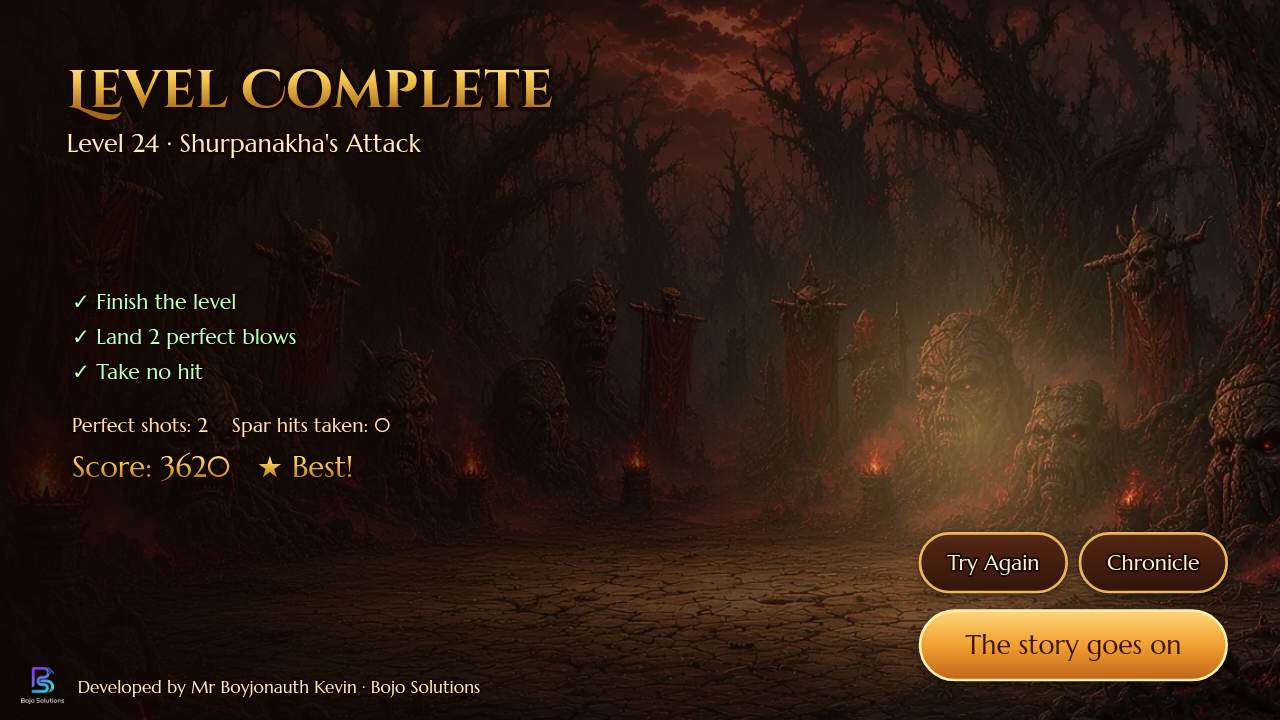 Level Complete
Level 24 · Shurpanakha's Attack
✓ Finish the level
✓ Land 2 perfect blows
✓ Take no hit
Perfect shots: 2 Spar hits taken: 0
Score: 3620 ★ Best!
Try Again
Chronicle
The story goes on
Bojo Solutions
Developed by Mr Boyjonauth Kevin · Bojo Solutions